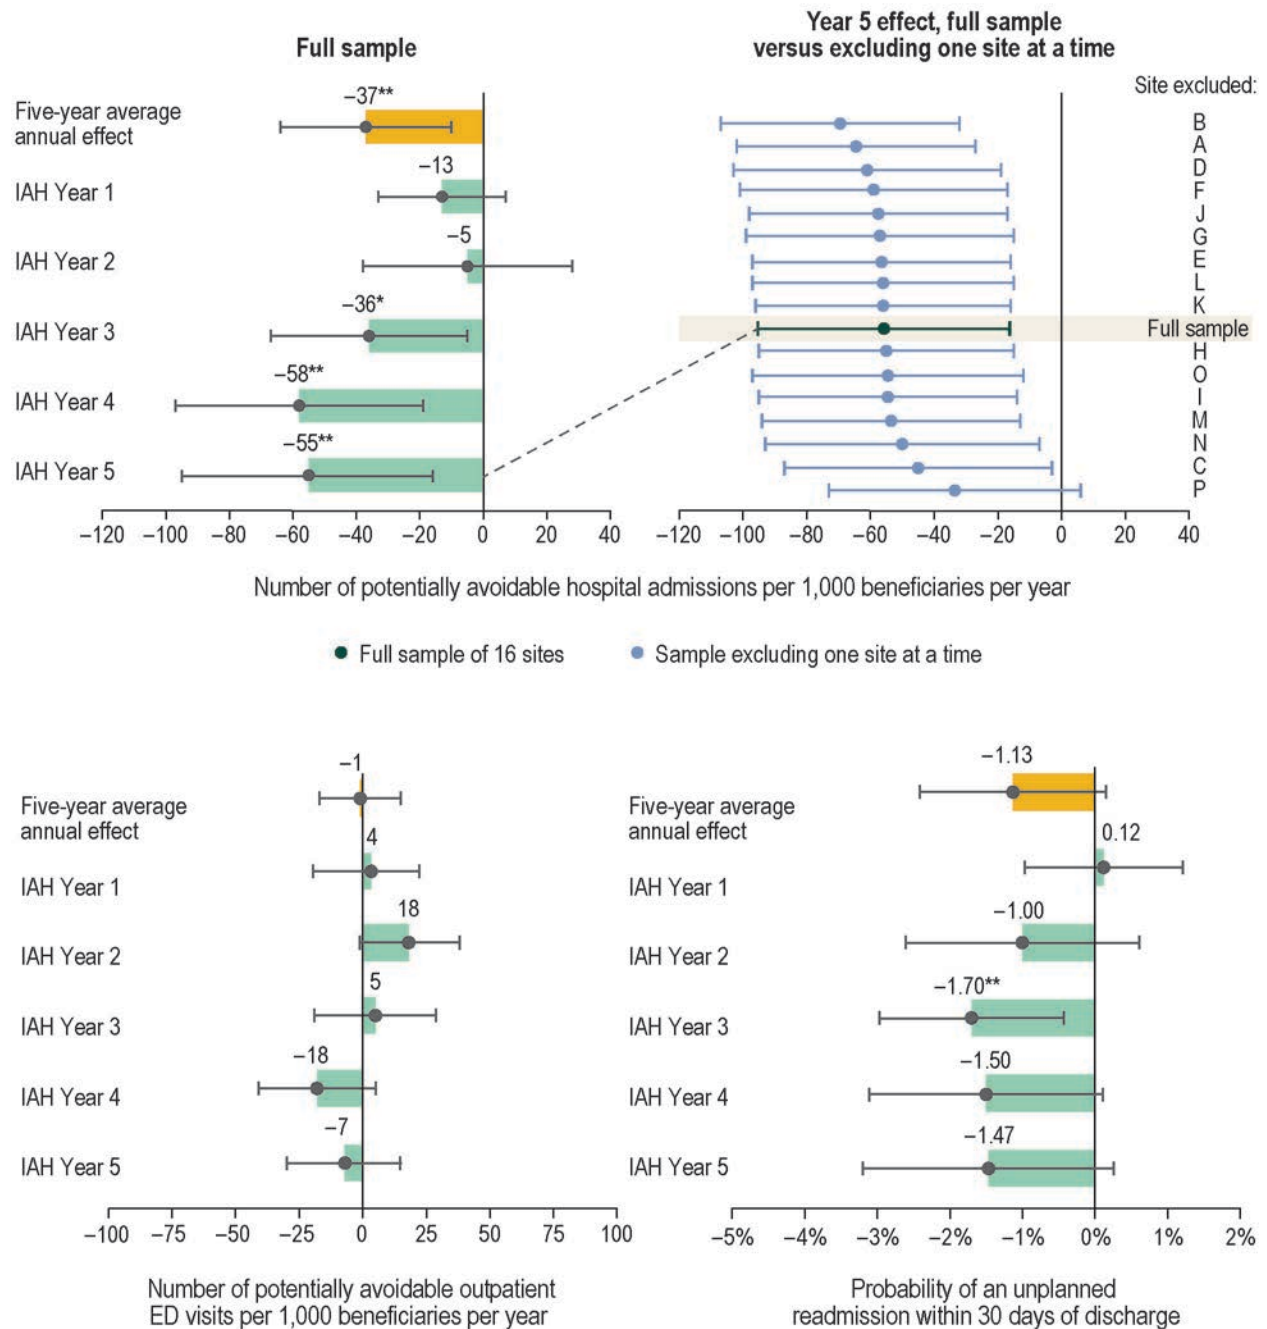 Full sample
Five-year average
annual effect
–37**
IAH Year 1
–13
IAH Year 2
–5
IAH Year 3
–36*
IAH Year 4
–58**
IAH Year 5
–55**
–120 –100 –80 –60 –40 –20 0 20 40
Year 5 effect, full sample
versus excluding one site at a time
Site excluded:
B
A
D
F
J
G
E
L
K
Full sample
H
O
I
M
N
C
P
–120 –100 –80 –60 –40 –20 0 20 40
Number of potentially avoidable hospital admissions per 1,000 beneficiaries per year
Full sample of 16 sites
Sample excluding one site at a time
Five-year average
annual effect
–1
IAH Year 1
4
IAH Year 2
18
IAH Year 3
5
IAH Year 4
–18
IAH Year 5
–7
–100 –75 –50 –25 0 25 50 75 100
Number of potentially avoidable outpatient
ED visits per 1,000 beneficiaries per year
Five-year average
annual effect
–1.13
IAH Year 1
0.12
IAH Year 2
–1.00
IAH Year 3
–1.70**
IAH Year 4
–1.50
IAH Year 5
–1.47
–5% –4% –3% –2% –1% 0% 1% 2%
Probability of an unplanned
readmission within 30 days of discharge